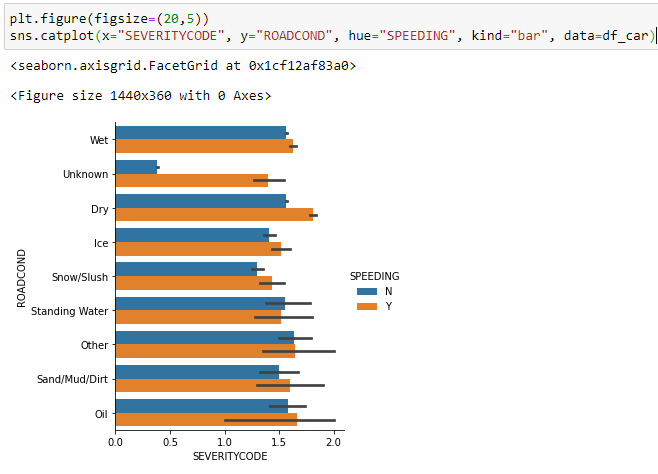 plt.figure(figsize=(20,5))
sns.catplot(x="SEVERITYCODE", y="ROADCOND", hue="SPEEDING", kind="bar", data=df_car)
<seaborn.axisgrid.FacetGrid at 0x1cf12af83a0>
<Figure size 1440x360 with 0 Axes>
Wet
Unknown
Dry
Ice
Snow/Slush
Standing Water
Other
Sand/Mud/Dirt
Oil
ROADCOND
0.0 0.5 1.0 1.5 2.0
SEVERITYCODE
SPEEDING
N
Y